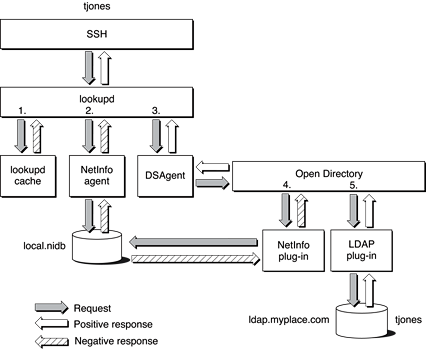 tjones
SSH
lookupd
1. 2. 3.
lookupd cache
NetInfo agent
DSAgent
Open Directory
4. 5.
local.nidb
NetInfo plug-in
LDAP plug-in
Request
Positive response
Negative response
ldap.myplace.com
tjones